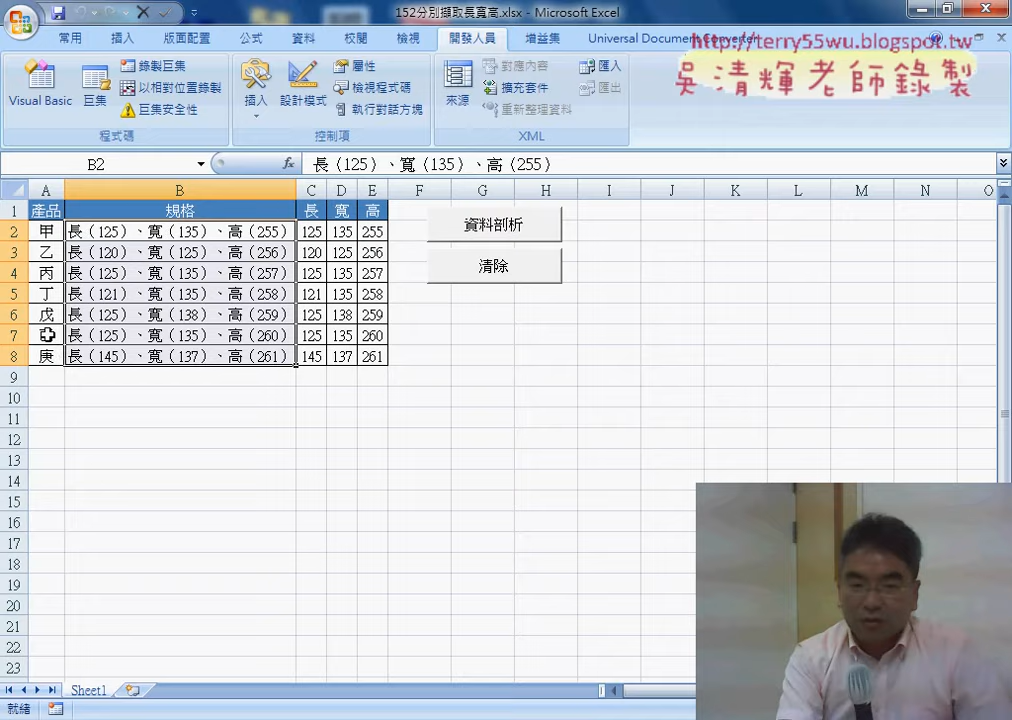 152分別擷取長寬高.xlsx - Microsoft Excel
常用 插入 版面配置 公式 資料 校閱 檢視 開發人員 增益集 Universal Document Converter
http://terry55wu.blogspot.tw
吳清輝老師錄製
Visual Basic 巨集 錄製巨集 以相對位置錄製 巨集安全性
程式碼
插入 設計模式 屬性 檢視程式碼 執行對話方塊
控制項
來源 對應內容 擴充套件 重新整理資料 匯入 匯出
XML
B2 fx 長（125）、寬（135）、高（255）
A B C D E F G H I J K L M N O
1 產品 規格 長 寬 高
2 甲 長（125）、寬（135）、高（255） 125 135 255
資料剖析
3 乙 長（120）、寬（125）、高（256） 120 125 256
清除
4 丙 長（125）、寬（135）、高（257） 125 135 257
5 丁 長（121）、寬（135）、高（258） 121 135 258
6 戊 長（125）、寬（138）、高（259） 125 138 259
7 長（125）、寬（135）、高（260） 125 135 260
8 庚 長（145）、寬（137）、高（261） 145 137 261
9
10
11
12
13
14
15
16
17
18
19
20
21
22
23
Sheet1
就緒